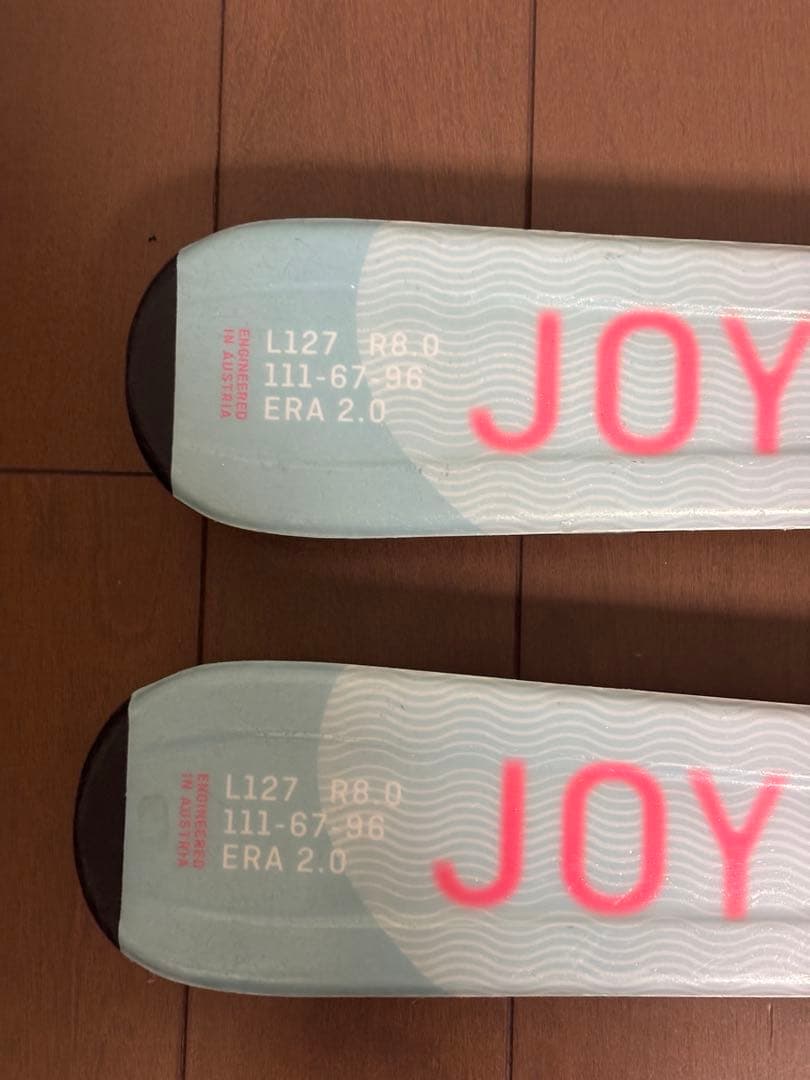 ENGINEERED
IN AUSTRIA
L127 R8.0
111-67-96
ERA 2.0
JOY
ENGINEERED
IN AUSTRIA
L127 R8.0
111-67-96
ERA 2.0
JOY